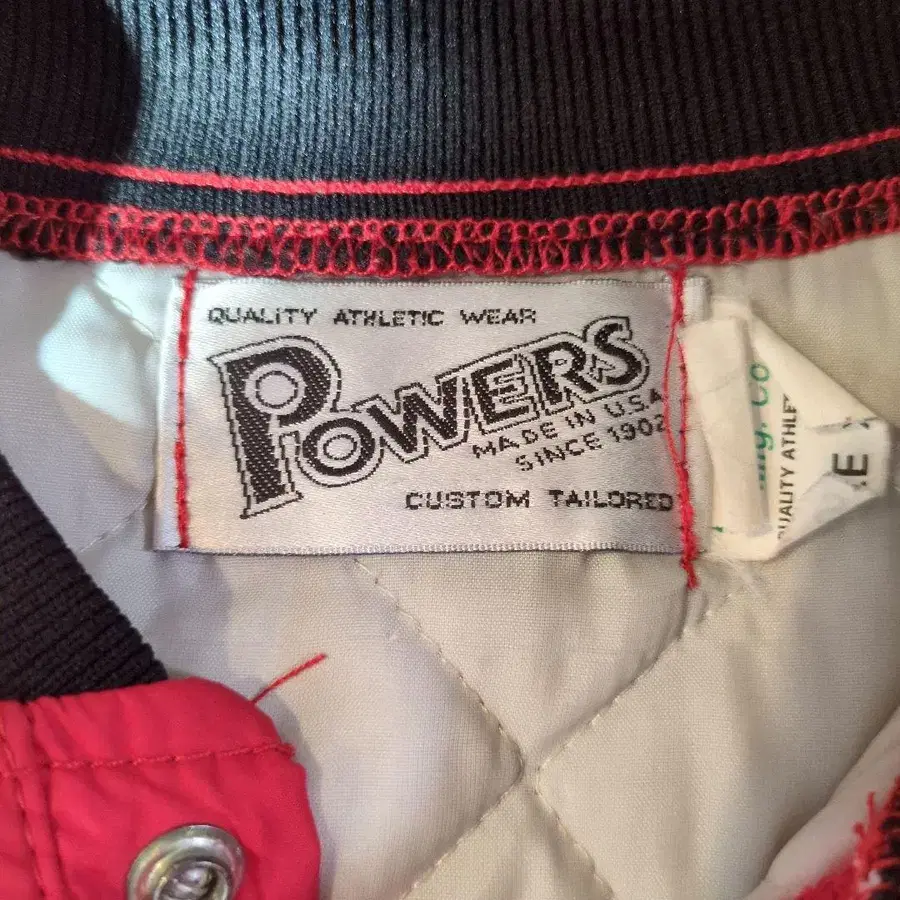 QUALITY ATHLETIC WEAR
POWERS
MADE IN U.S.A
SINCE 1902
CUSTOM TAILORED